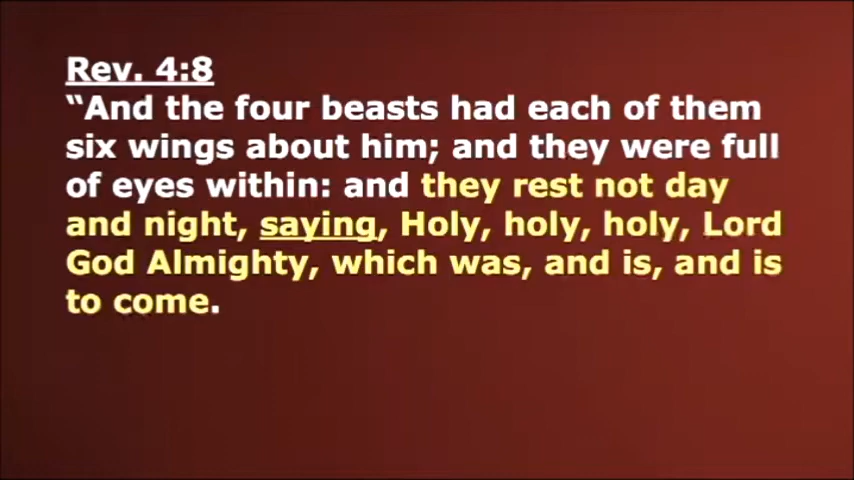 Rev. 4:8
“And the four beasts had each of them
six wings about him; and they were full
of eyes within: and they rest not day
and night, saying, Holy, holy, holy, Lord
God Almighty, which was, and is, and is
to come.